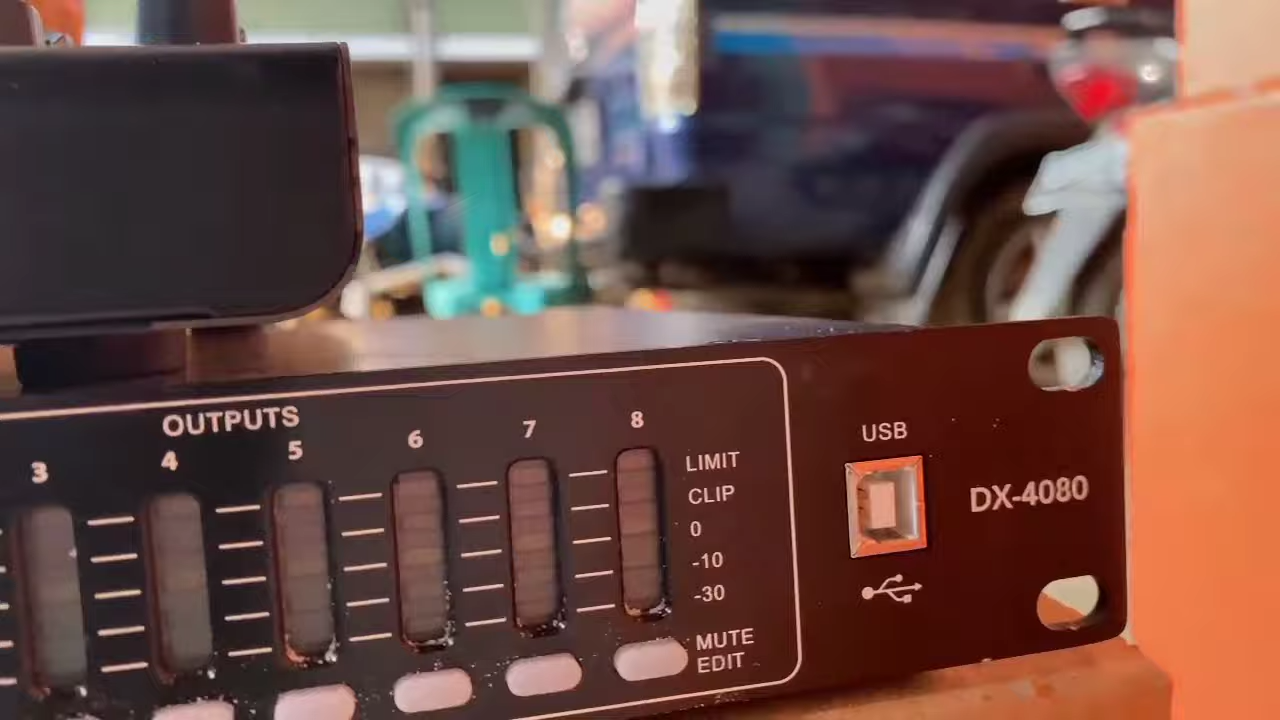 OUTPUTS
3 4 5 6 7 8
LIMIT
CLIP
0
-10
-30
MUTE
EDIT
USB
DX-4080